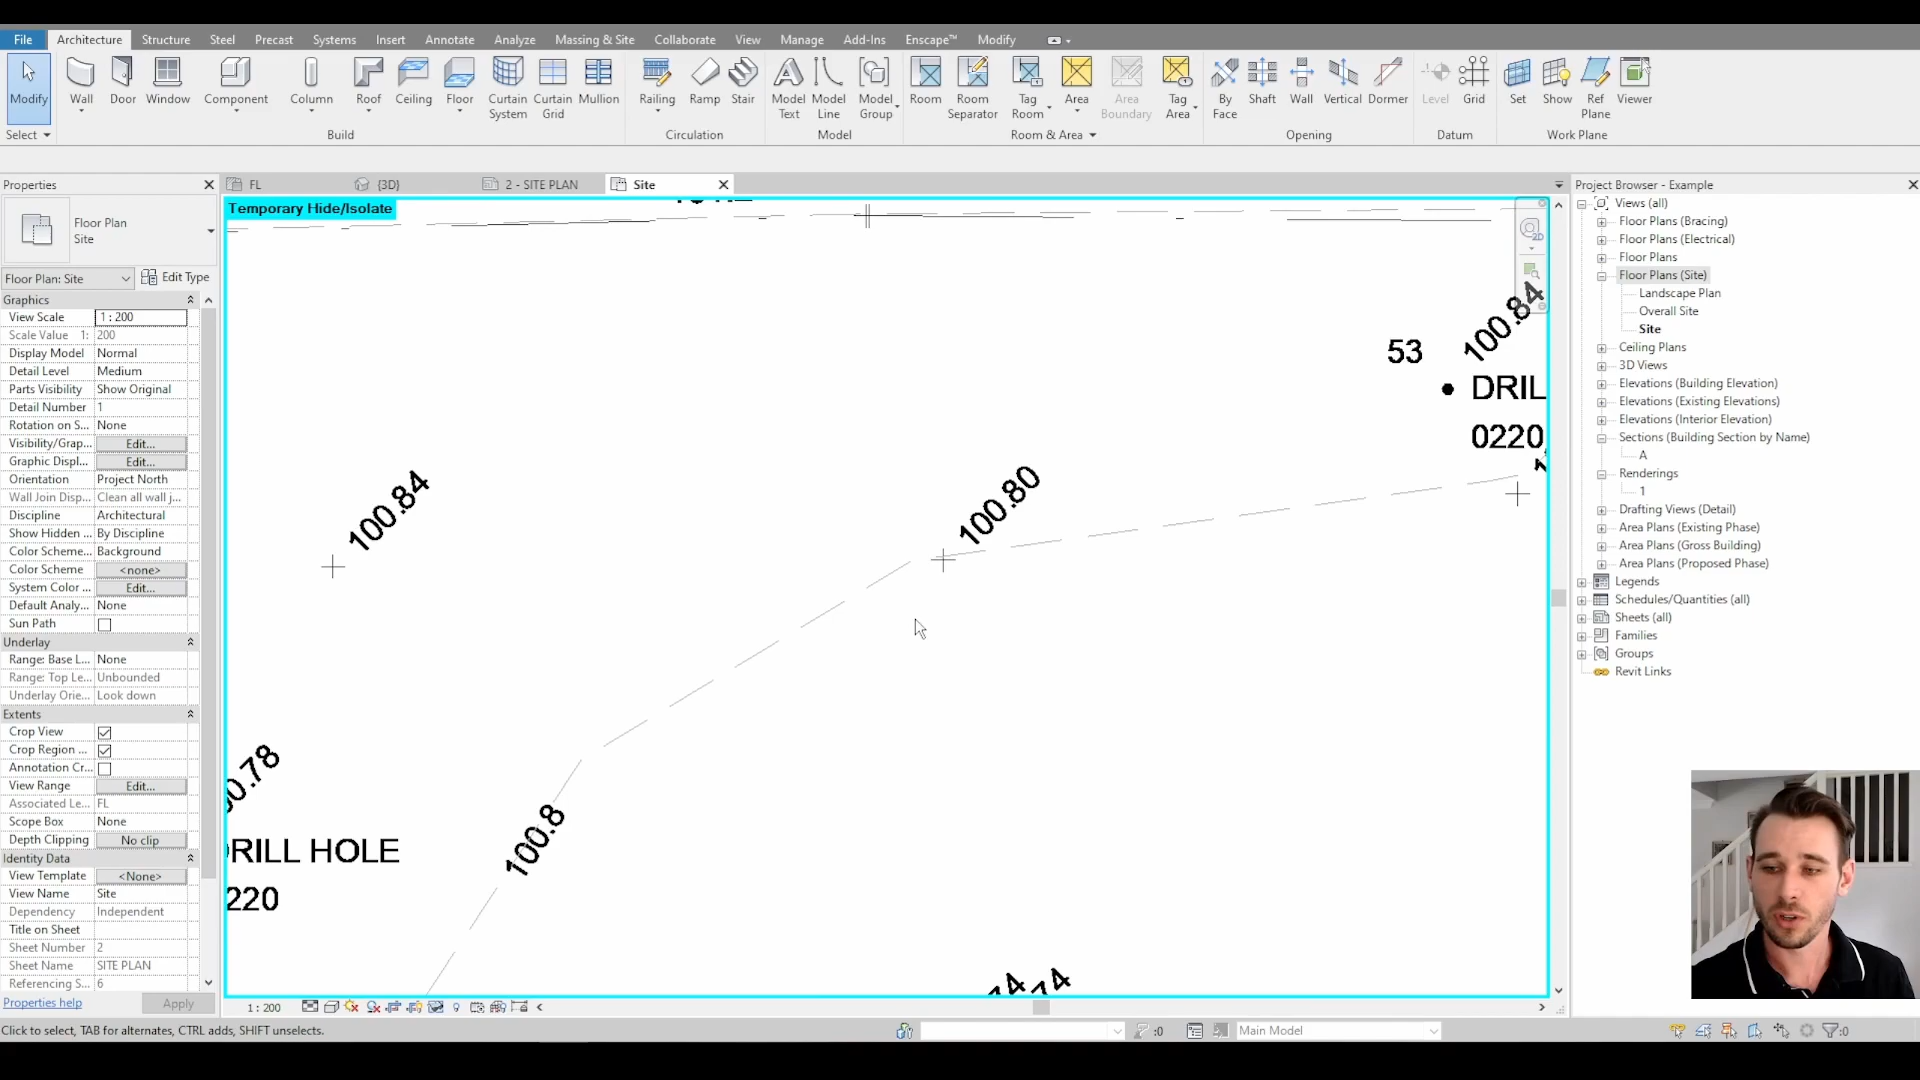 File Architecture Structure Steel Precast Systems Insert Annotate Analyze Massing & Site Collaborate View Manage Add-Ins Enscape™ Modify
Modify Wall Door Window Component Column Roof Ceiling Floor Curtain System Curtain Grid Mullion Railing Ramp Stair Model Text Model Line Model Group Room Room Separator Tag Room Area Area Boundary Tag Area By Face Shaft Wall Vertical Dormer Level Grid Set Show Ref Plane Viewer
Select Build Circulation Model Room & Area Opening Datum Work Plane
Properties
Floor Plan
Site
Floor Plan: Site Edit Type
Graphics
View Scale 1 : 200
Scale Value 1: 200
Display Model Normal
Detail Level Medium
Parts Visibility Show Original
Detail Number 1
Rotation on S... None
Visibility/Grap... Edit...
Graphic Displ... Edit...
Orientation Project North
Wall Join Disp... Clean all wall j...
Discipline Architectural
Show Hidden ... By Discipline
Color Scheme... Background
Color Scheme <none>
System Color ... Edit...
Default Analy... None
Sun Path
Underlay
Range: Base L... None
Range: Top Le... Unbounded
Underlay Orie... Look down
Extents
Crop View
Crop Region ...
Annotation Cr...
View Range Edit...
Associated Le... FL
Scope Box None
Depth Clipping No clip
Identity Data
View Template <None>
View Name Site
Dependency Independent
Title on Sheet
Sheet Number 2
Sheet Name SITE PLAN
Referencing S... 6
Properties help Apply
FL {3D} 2 - SITE PLAN Site
Temporary Hide/Isolate
100.84
53
DRIL
0220
100.84
100.80
0.78
RILL HOLE
220
100.8
1 : 200
Project Browser - Example
Views (all)
Floor Plans (Bracing)
Floor Plans (Electrical)
Floor Plans
Floor Plans (Site)
Landscape Plan
Overall Site
Site
Ceiling Plans
3D Views
Elevations (Building Elevation)
Elevations (Existing Elevations)
Elevations (Interior Elevation)
Sections (Building Section by Name)
A
Renderings
1
Drafting Views (Detail)
Area Plans (Existing Phase)
Area Plans (Gross Building)
Area Plans (Proposed Phase)
Legends
Schedules/Quantities (all)
Sheets (all)
Families
Groups
Revit Links
Click to select, TAB for alternates, CTRL adds, SHIFT unselects. :0 Main Model :0